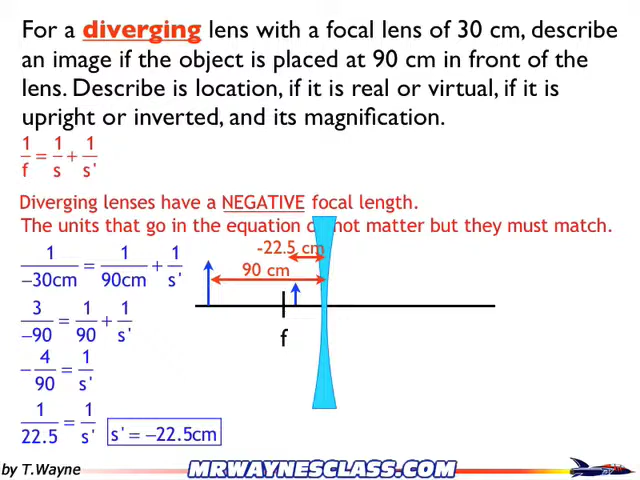 For a diverging lens with a focal lens of 30 cm, describe
an image if the object is placed at 90 cm in front of the
lens. Describe is location, if it is real or virtual, if it is
upright or inverted, and its magnification.
1/f = 1/s + 1/s'
Diverging lenses have a NEGATIVE focal length.
The units that go in the equation not matter but they must match.
-22.5 cm
90 cm
f
1/−30cm = 1/90cm + 1/s'
3/−90 = 1/90 + 1/s'
−4/90 = 1/s'
1/22.5 = 1/s' s' = −22.5cm
by T.Wayne
MRWAYNESCLASS.COM